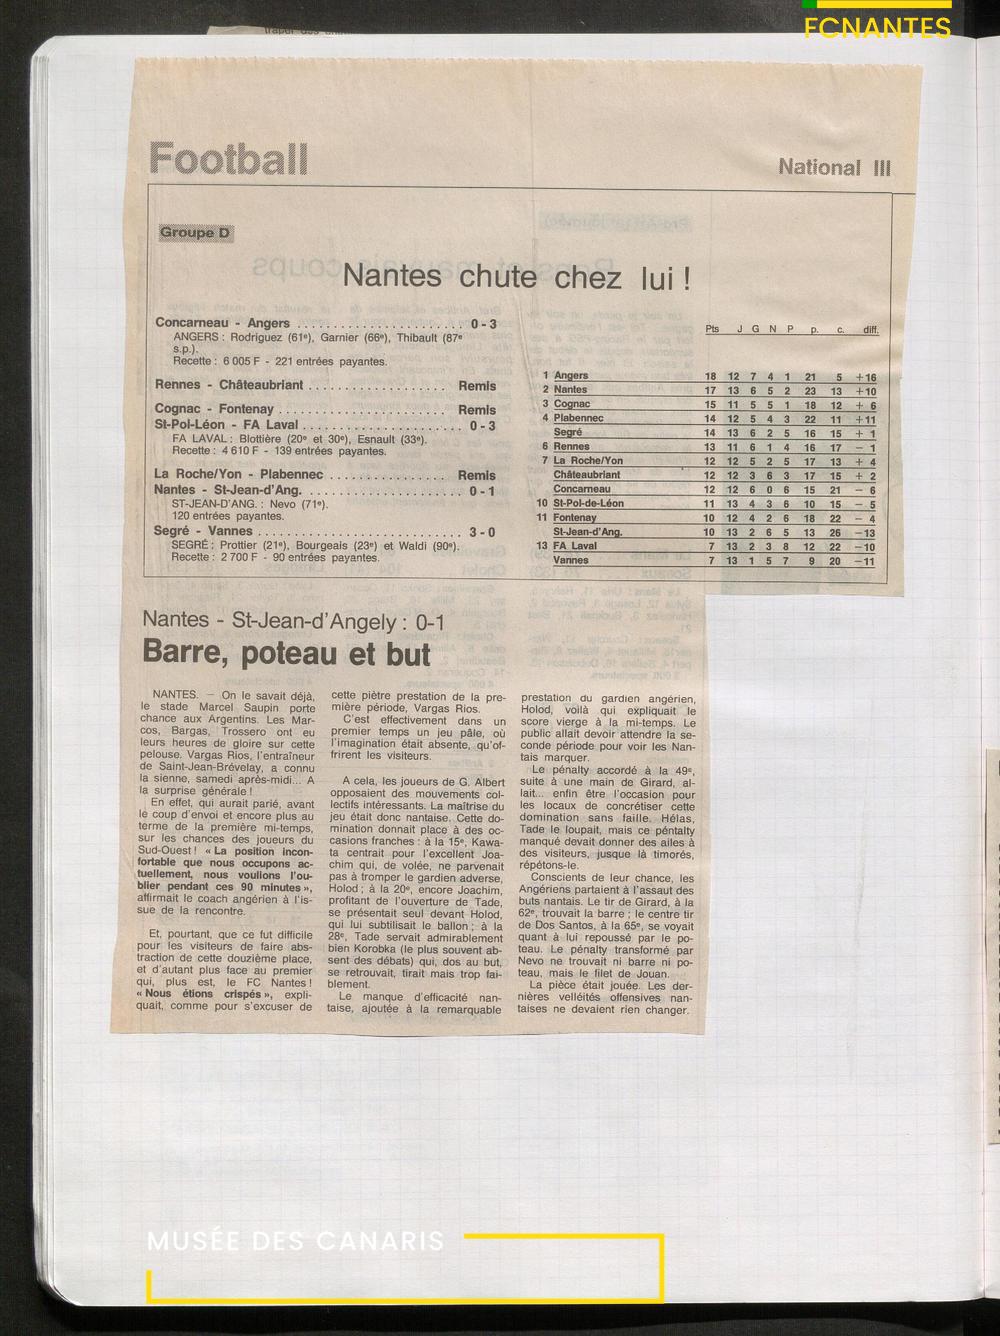 FCNANTES
Football
National III
Groupe D
Nantes chute chez lui !
Concarneau - Angers ........................ 0 - 3
ANGERS : Rodriguez (61e), Garnier (66e), Thibault (87e
s.p.).
Recette : 6 005 F - 221 entrées payantes.
Rennes - Châteaubriant .................... Remis
Cognac - Fontenay ......................... Remis
St-Pol-Léon - FA Laval ..................... 0 - 3
FA LAVAL : Blottière (20e et 30e), Esnault (33e).
Recette : 4 610 F - 139 entrées payantes.
La Roche/Yon - Plabennec ................. Remis
Nantes - St-Jean-d'Ang. .................... 0 - 1
ST-JEAN-D'ANG. : Nevo (71e).
120 entrées payantes.
Segré - Vannes ............................. 3 - 0
SEGRÉ : Prottier (21e), Bourgeais (23e) et Waldi (90e).
Recette : 2 700 F - 90 entrées payantes.
Pts J G N P p. c. diff.
1 Angers 18 12 7 4 1 21 5 +16
2 Nantes 17 13 6 5 2 23 13 +10
3 Cognac 15 11 5 5 1 18 12 + 6
4 Plabennec 14 12 5 4 3 22 11 +11
Segré 14 13 6 2 5 16 15 + 1
6 Rennes 13 11 6 1 4 16 17 − 1
7 La Roche/Yon 12 12 5 2 5 17 13 + 4
Châteaubriant 12 12 3 6 3 17 15 + 2
Concarneau 12 12 6 0 6 15 21 − 6
10 St-Pol-de-Léon 11 13 4 3 6 10 15 − 5
11 Fontenay 10 12 4 2 6 18 22 − 4
St-Jean-d'Ang. 10 13 2 6 5 13 26 −13
13 FA Laval 7 13 2 3 8 12 22 −10
Vannes 7 13 1 5 7 9 20 −11
Nantes - St-Jean-d'Angely : 0-1
Barre, poteau et but
NANTES. — On le savait déjà,
le stade Marcel Saupin porte
chance aux Argentins. Les Mar-
cos, Bargas, Trossero ont eu
leurs heures de gloire sur cette
pelouse. Vargas Rios, l'entraîneur
de Saint-Jean-Brévelay, a connu
la sienne, samedi après-midi... A
la surprise générale !
En effet, qui aurait parié, avant
le coup d'envoi et encore plus au
terme de la première mi-temps,
sur les chances des joueurs du
Sud-Ouest ! « La position incon-
fortable que nous occupons ac-
tuellement, nous voulions l'ou-
blier pendant ces 90 minutes »,
affirmait le coach angérien à l'is-
sue de la rencontre.
Et, pourtant, que ce fut difficile
pour les visiteurs de faire abs-
traction de cette douzième place,
et d'autant plus face au premier
qui, plus est, le FC Nantes !
« Nous étions crispés », expli-
quait, comme pour s'excuser de
cette piètre prestation de la pre-
mière période, Vargas Rios.
C'est effectivement dans un
premier temps un jeu pâle, où
l'imagination était absente, qu'of-
frirent les visiteurs.
A cela, les joueurs de G. Albert
opposaient des mouvements col-
lectifs intéressants. La maîtrise du
jeu était donc nantaise. Cette do-
mination donnait place à des oc-
casions franches : à la 15e, Kawa-
ta centrait pour l'excellent Joa-
chim qui, de volée, ne parvenait
pas à tromper le gardien adverse,
Holod ; à la 20e, encore Joachim,
profitant de l'ouverture de Tade,
se présentait seul devant Holod,
qui lui subtilisait le ballon ; à la
28e, Tade servait admirablement
bien Korobka (le plus souvent ab-
sent des débats) qui, dos au but,
se retrouvait, tirait mais trop fai-
blement.
Le manque d'efficacité nan-
taise, ajoutée à la remarquable
prestation du gardien angérien,
Holod, voilà qui expliquait le
score vierge à la mi-temps. Le
public allait devoir attendre la se-
conde période pour voir les Nan-
tais marquer.
Le pénalty accordé à la 49e,
suite à une main de Girard, al-
lait... enfin être l'occasion pour
les locaux de concrétiser cette
domination sans faille. Hélas,
Tade le loupait, mais ce péntalty
manqué devait donner des ailes à
des visiteurs, jusque là timorés,
répétons-le.
Conscients de leur chance, les
Angériens partaient à l'assaut des
buts nantais. Le tir de Girard, à la
62e, trouvait la barre ; le centre tir
de Dos Santos, à la 65e, se voyait
quant à lui repoussé par le po-
teau. Le pénalty transformé par
Nevo ne trouvait ni barre ni po-
teau, mais le filet de Jouan.
La pièce était jouée. Les der-
nières velléités offensives nan-
taises ne devaient rien changer.
MUSÉE DES CANARIS